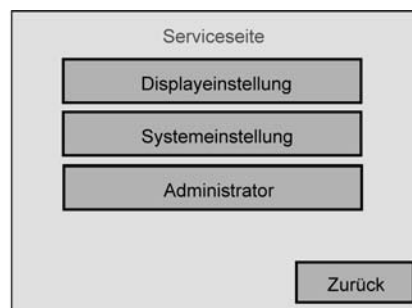 Serviceseite
Displayeinstellung
Systemeinstellung
Administrator
Zurück